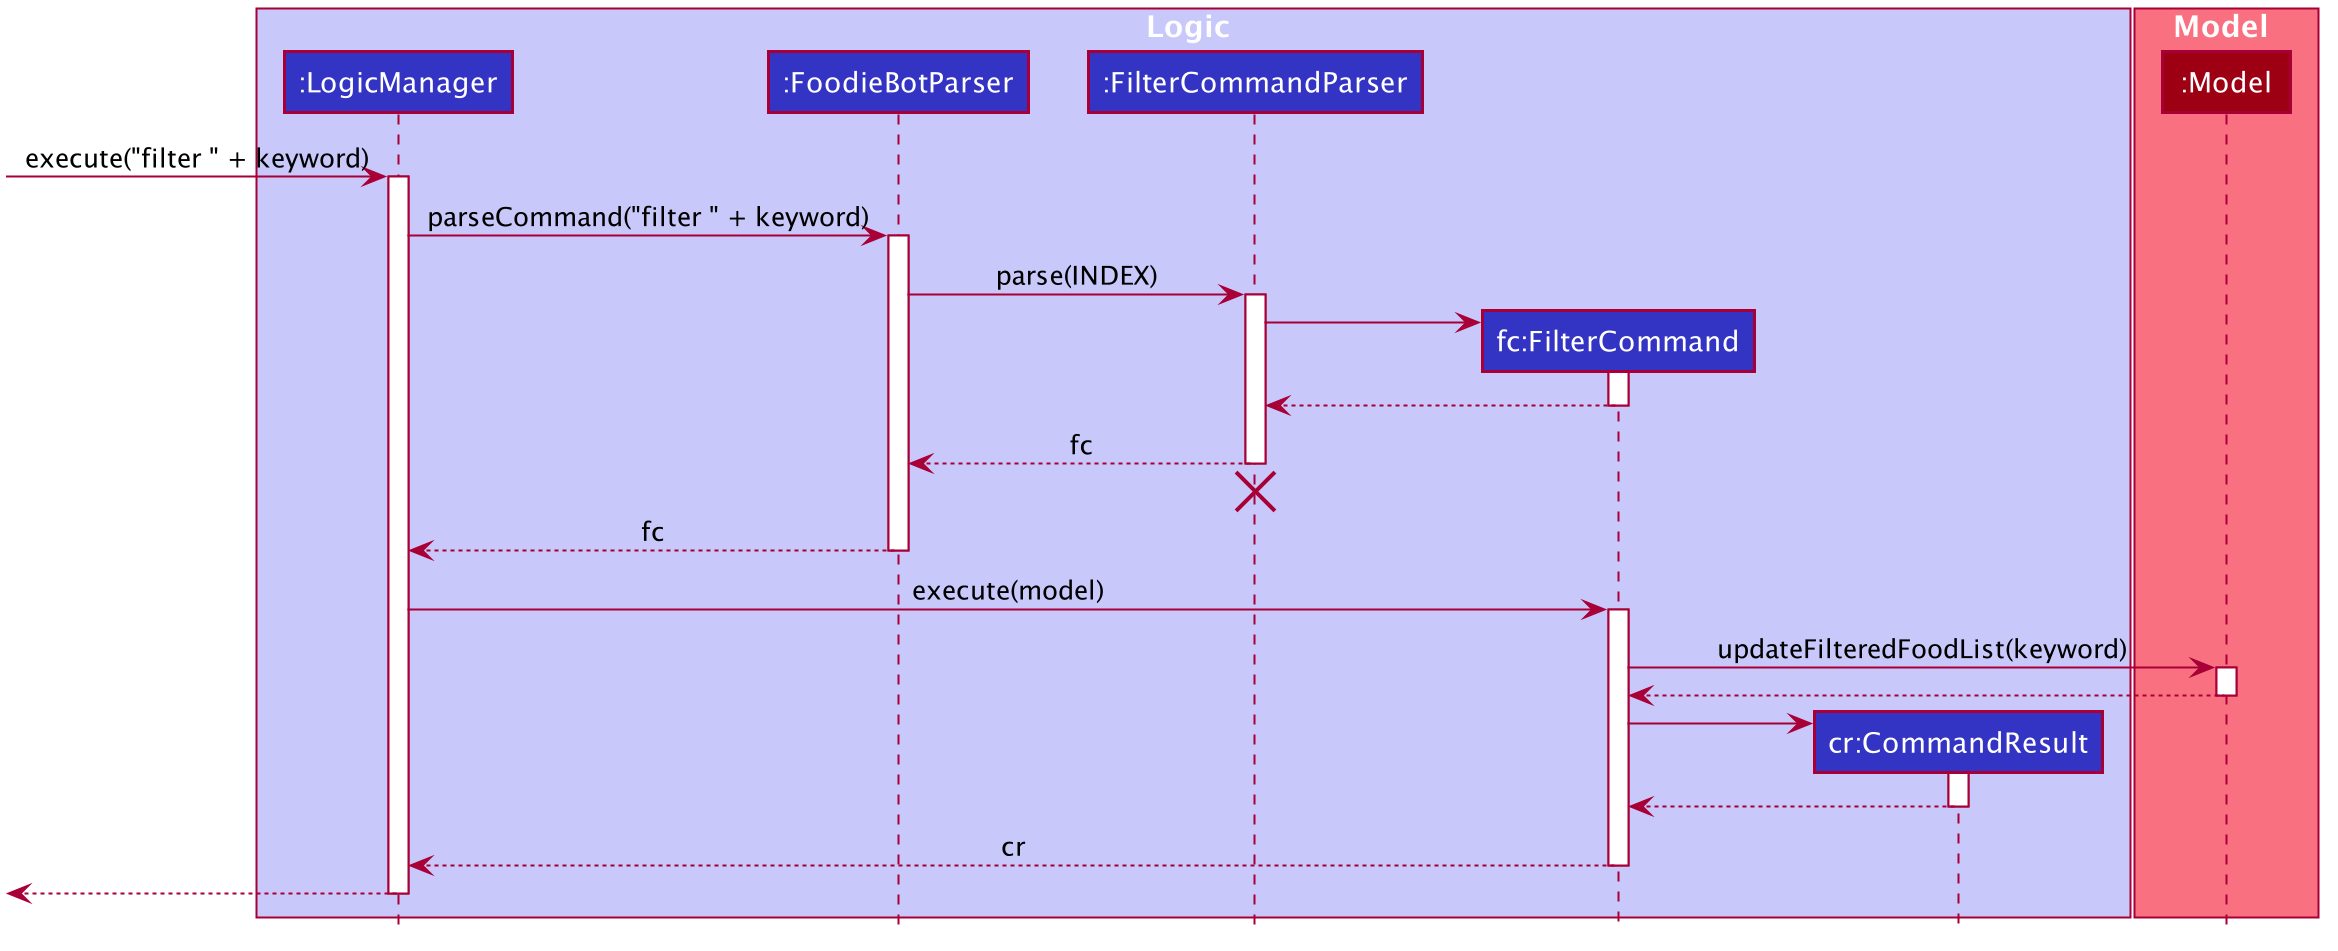 Logic
Model
:LogicManager
:FoodieBotParser
:FilterCommandParser
:Model
execute("filter " + keyword)
parseCommand("filter " + keyword)
parse(INDEX)
fc:FilterCommand
fc
fc
execute(model)
updateFilteredFoodList(keyword)
cr:CommandResult
cr